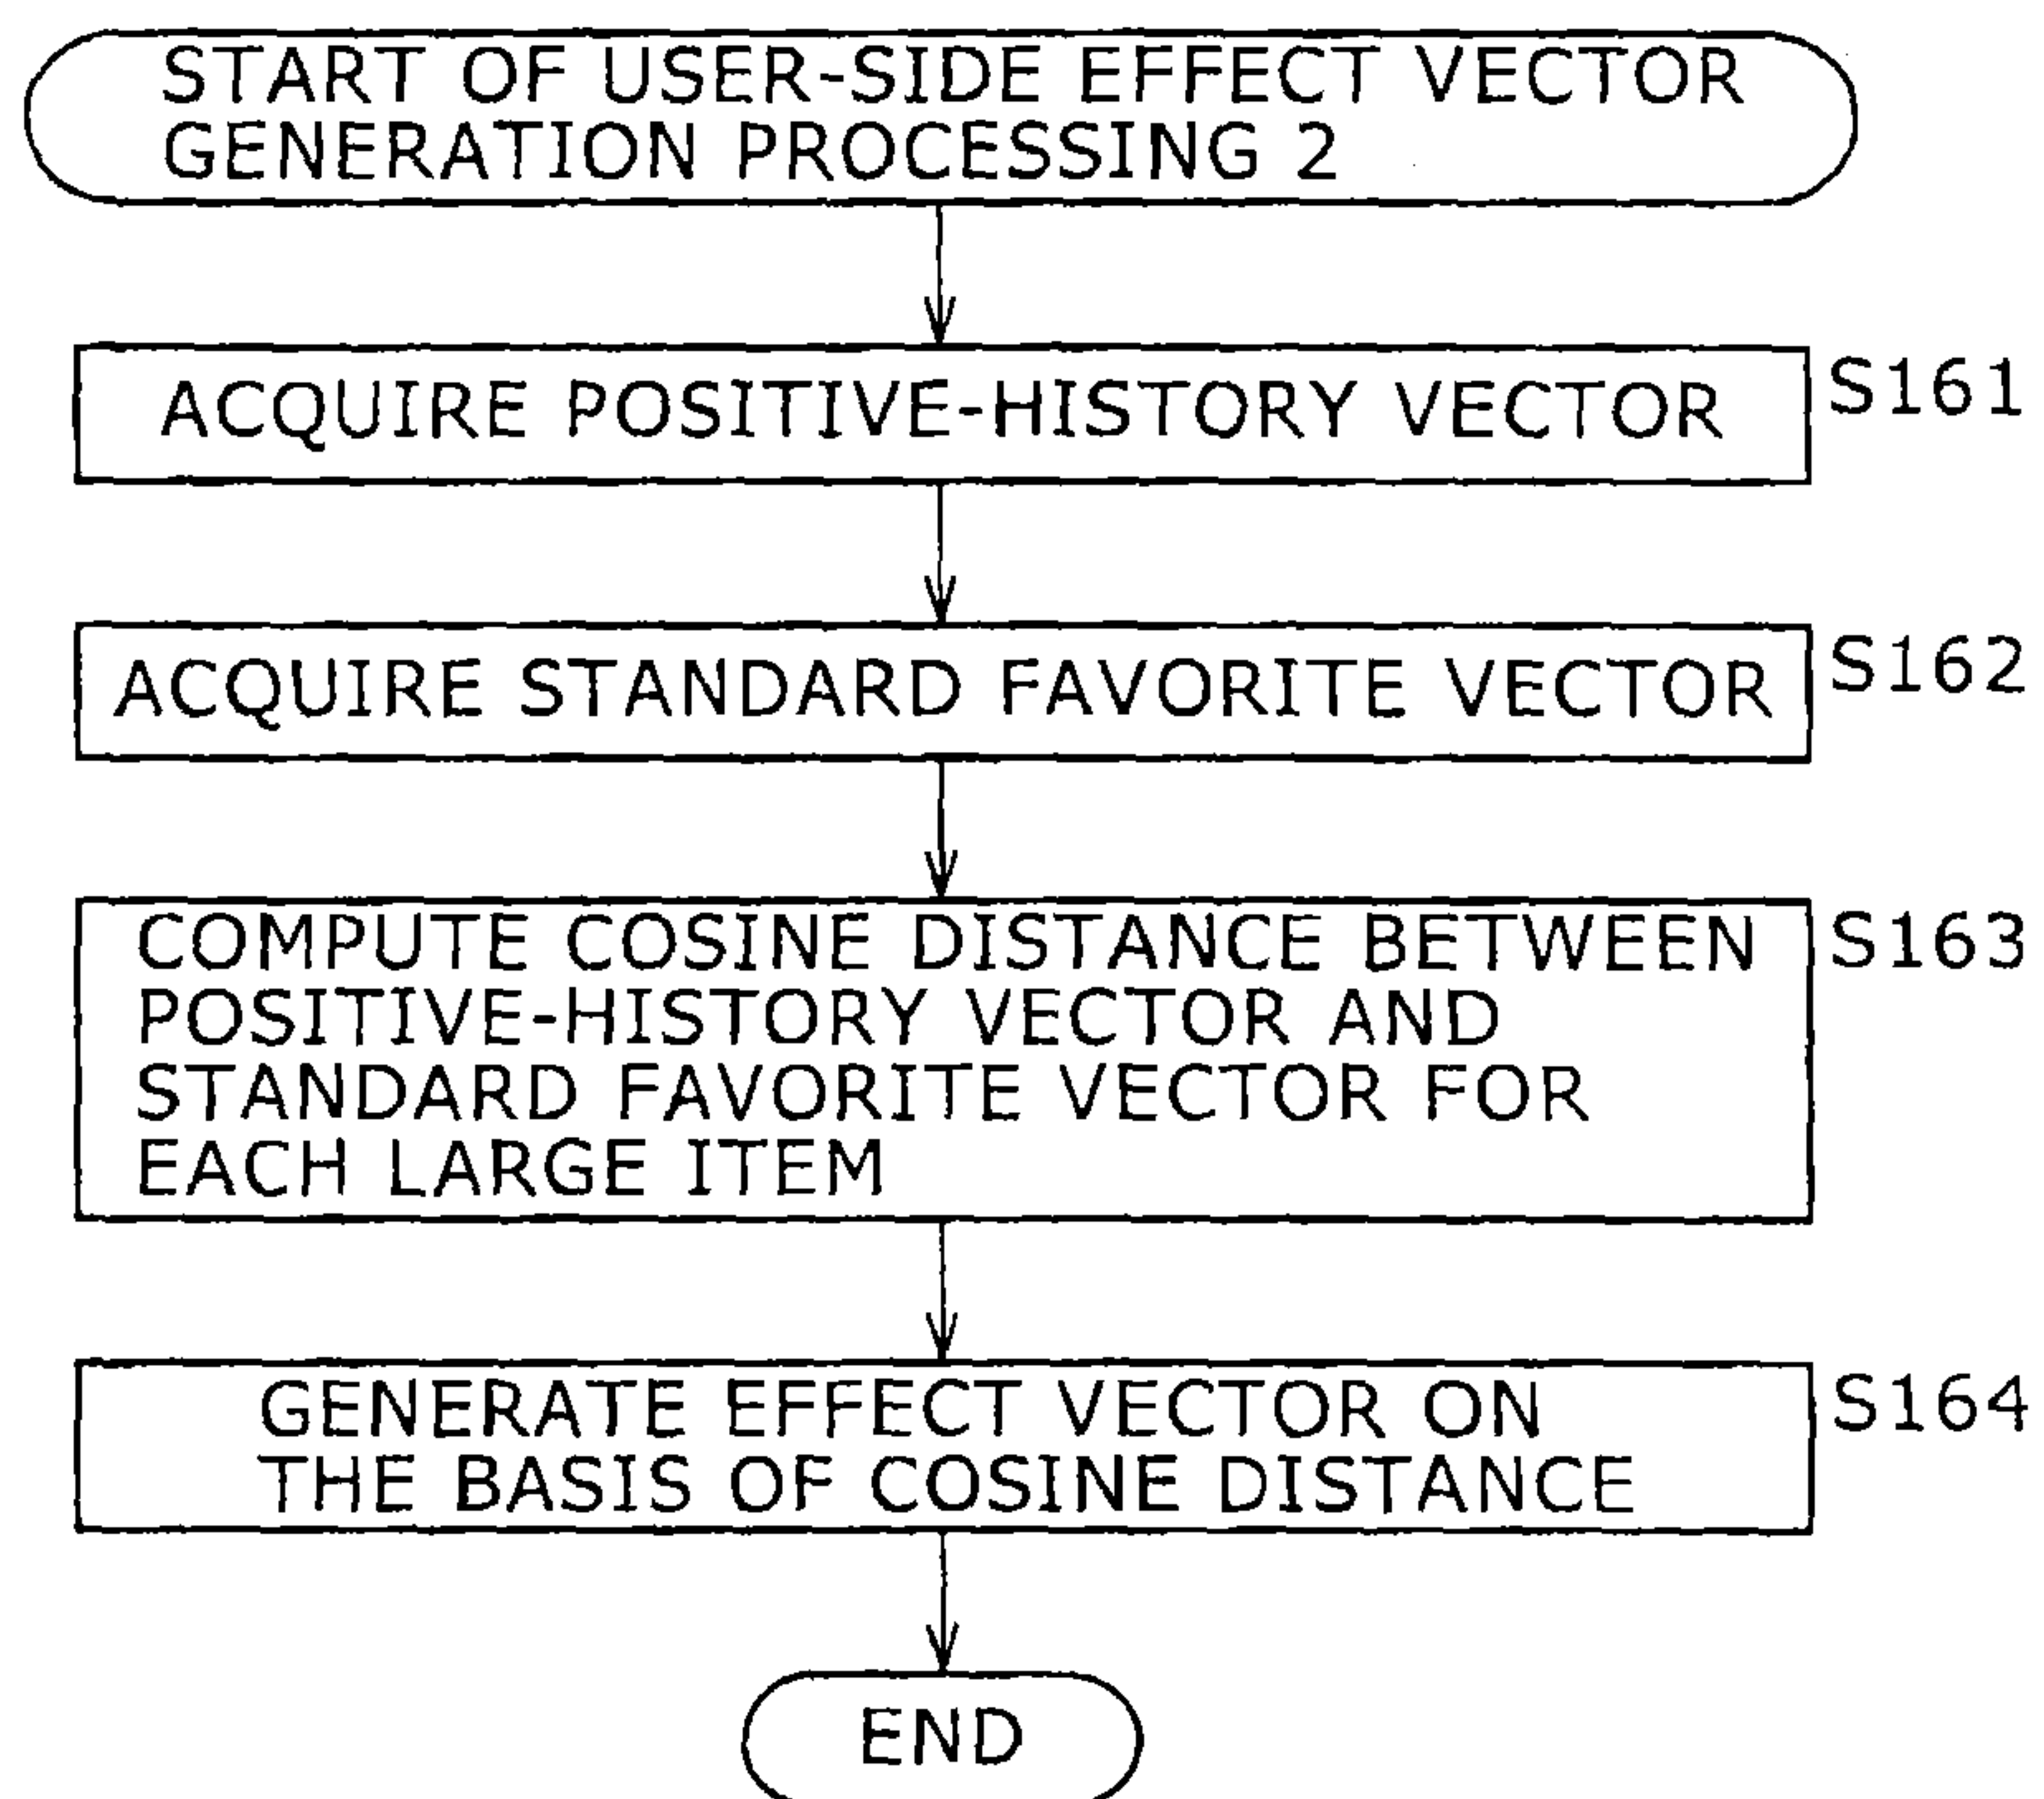 START OF USER-SIDE EFFECT VECTOR
GENERATION PROCESSING 2
ACQUIRE POSITIVE-HISTORY VECTOR
S161
ACQUIRE STANDARD FAVORITE VECTOR
S162
COMPUTE COSINE DISTANCE BETWEEN
POSITIVE-HISTORY VECTOR AND
STANDARD FAVORITE VECTOR FOR
EACH LARGE ITEM
S163
GENERATE EFFECT VECTOR ON
THE BASIS OF COSINE DISTANCE
S164
END